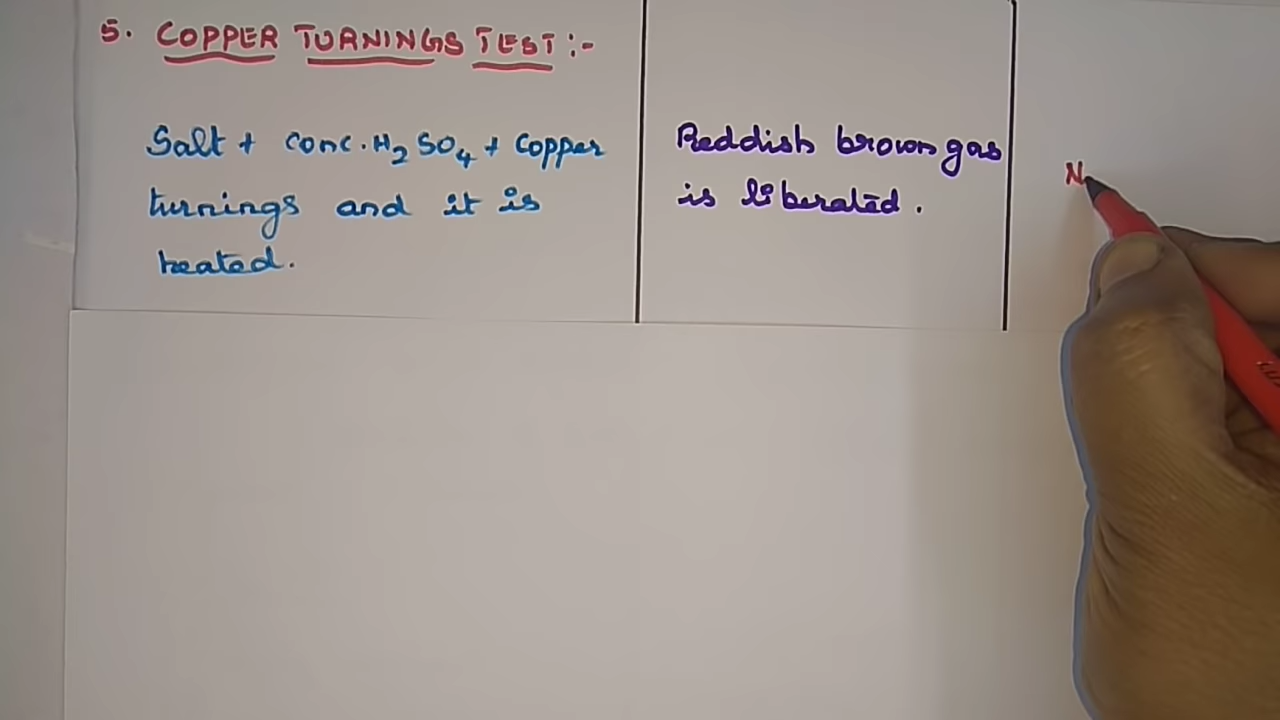 5. COPPER TURNINGS TEST :-
Salt + conc. H₂SO₄ + Copper
turnings and it is
heated.
Reddish brown gas
is liberated.
N